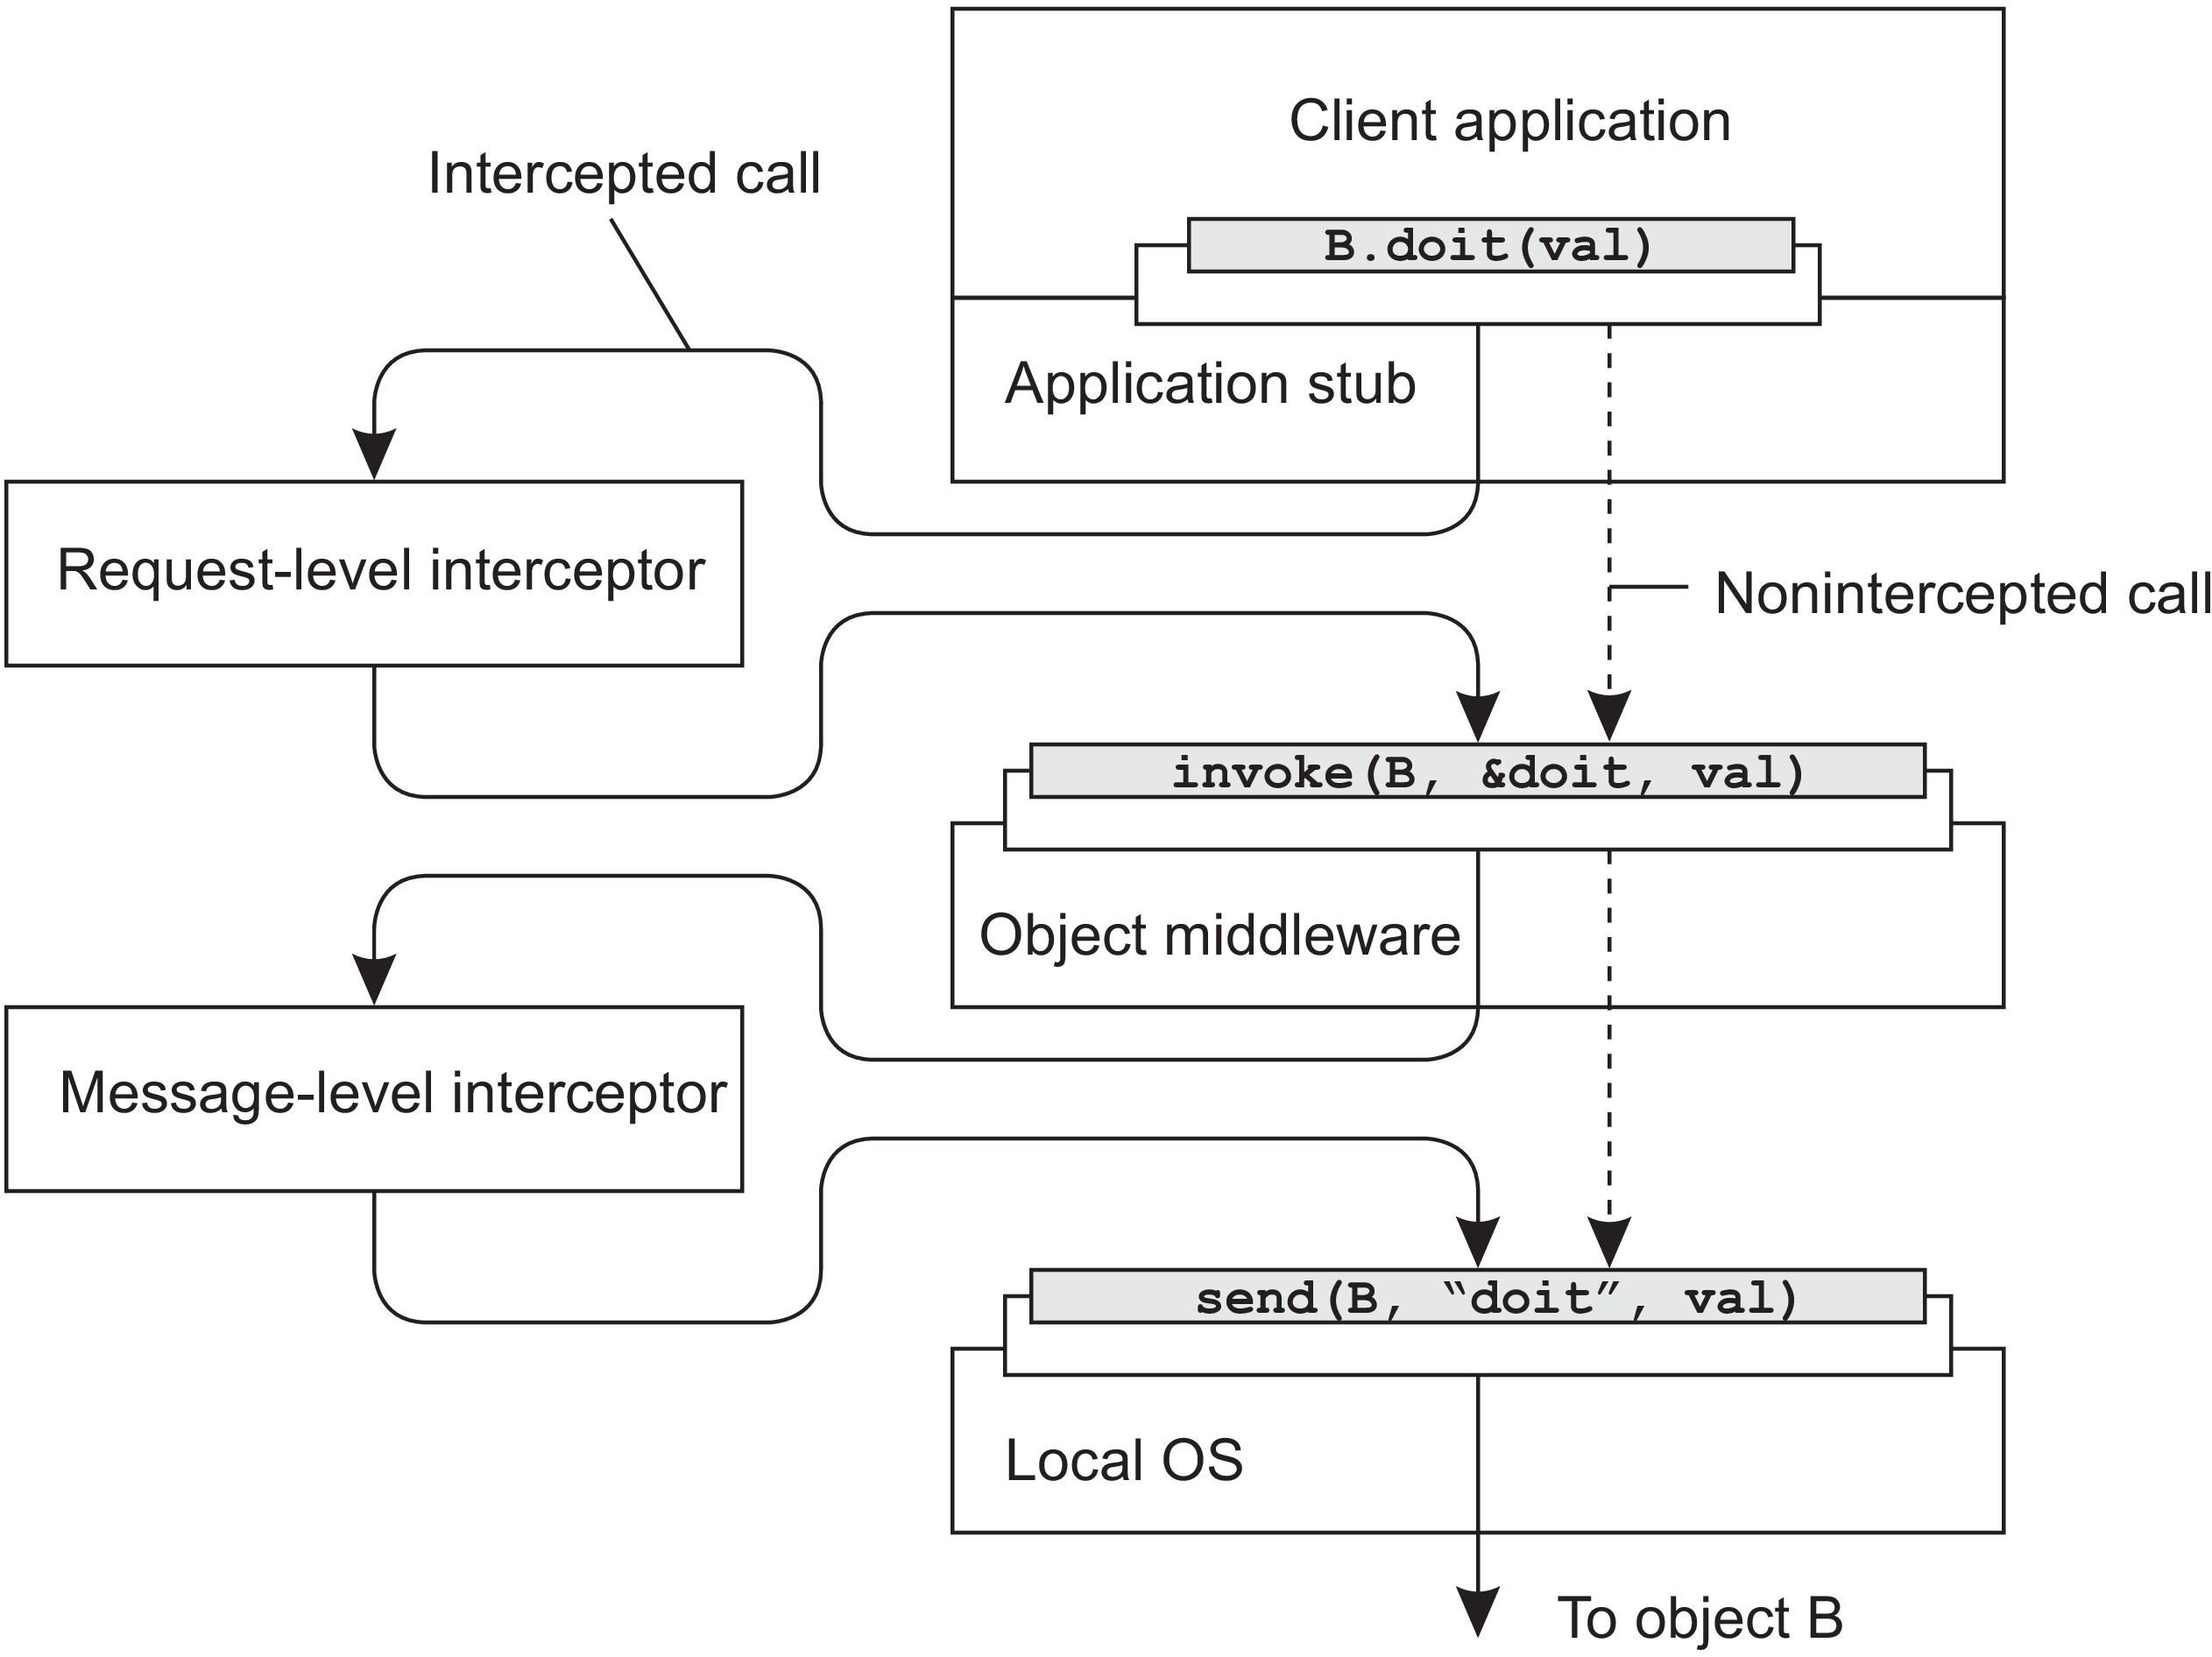 Client application
Intercepted call
B.doit(val)
Application stub
Request-level interceptor
Nonintercepted call
invoke(B, &doit, val)
Object middleware
Message-level interceptor
send(B, “doit”, val)
Local OS
To object B